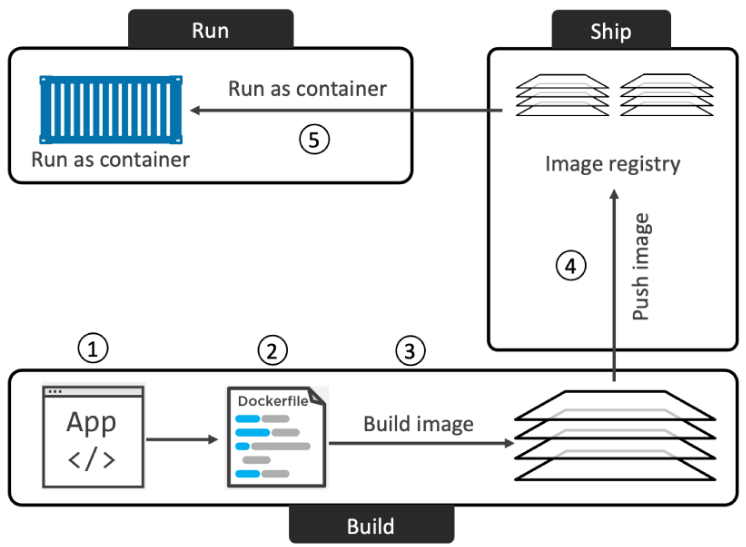 Run
Ship
Run as container
⑤
Run as container
Image registry
④
Push image
①
②
③
App
</>
Dockerfile
Build image
Build